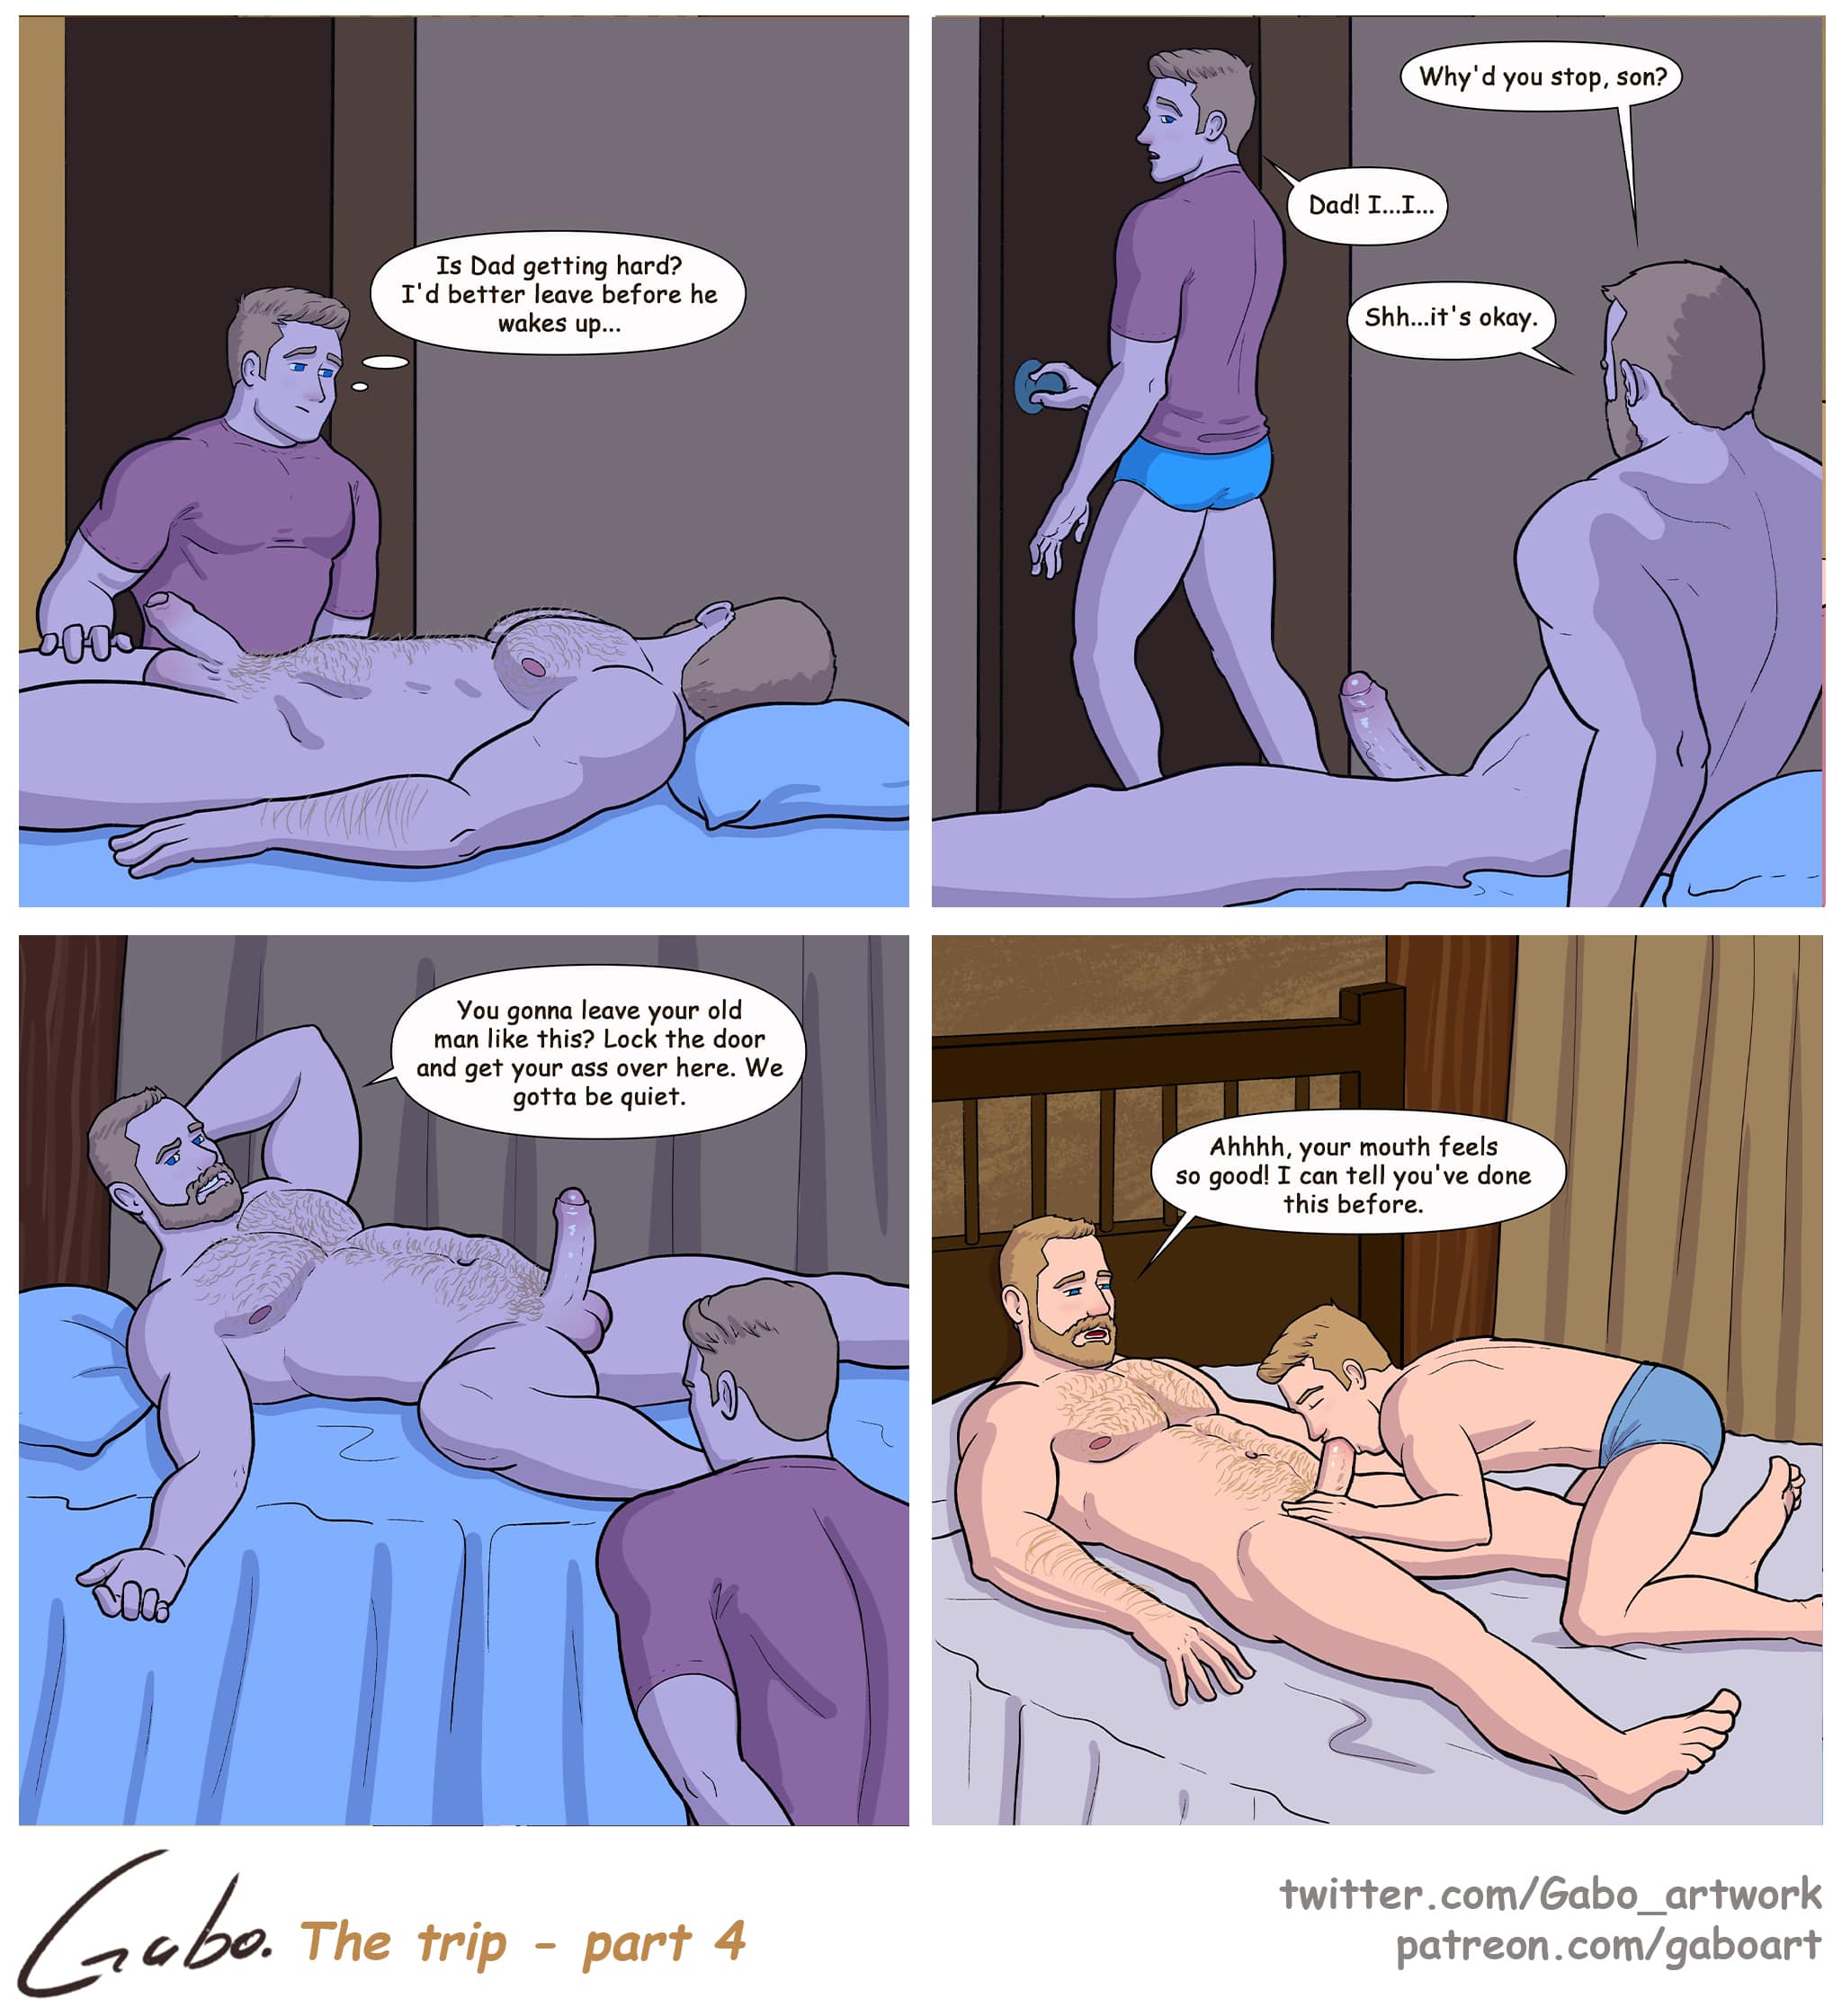 Is Dad getting hard?
I'd better leave before he
wakes up...
Why'd you stop, son?
Dad! I...I...
Shh...it's okay.
You gonna leave your old
man like this? Lock the door
and get your ass over here. We
gotta be quiet.
Ahhhh, your mouth feels
so good! I can tell you've done
this before.
Gabo. The trip - part 4
twitter.com/Gabo_artwork
patreon.com/gaboart